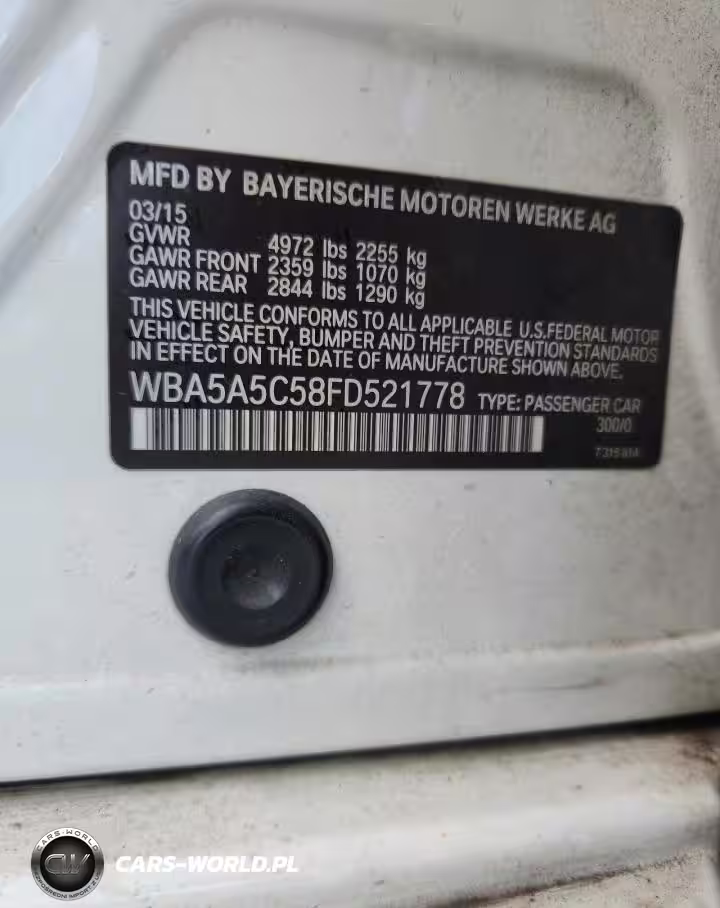 MFD BY BAYERISCHE MOTOREN WERKE AG
03/15
GVWR 4972 lbs 2255 kg
GAWR FRONT 2359 lbs 1070 kg
GAWR REAR 2844 lbs 1290 kg
THIS VEHICLE CONFORMS TO ALL APPLICABLE U.S.FEDERAL MOTOR
VEHICLE SAFETY, BUMPER AND THEFT PREVENTION STANDARDS
IN EFFECT ON THE DATE OF MANUFACTURE SHOWN ABOVE.
WBA5A5C58FD521778 TYPE: PASSENGER CAR
300/0
CARS-WORLD
CW
CARS-WORLD.PL